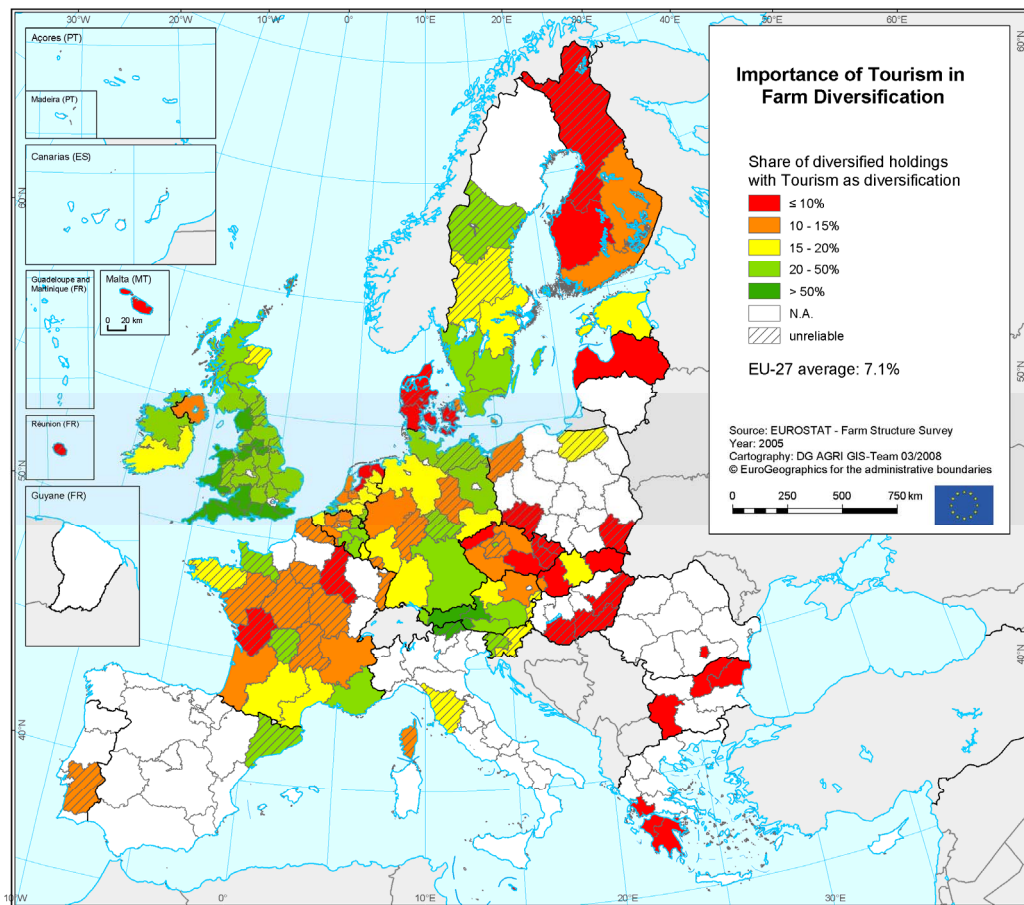 30°W
20°W
10°W
0°
10°E
20°E
30°E
40°E
50°E
60°E
60°N
50°N
40°N
60°N
50°N
40°N
10°W
0°
10°E
20°E
30°E
Açores (PT)
Madeira (PT)
Canarias (ES)
Guadeloupe and
Martinique (FR)
Malta (MT)
0 20 km
Réunion (FR)
Guyane (FR)
Importance of Tourism in
Farm Diversification
Share of diversified holdings
with Tourism as diversification
≤ 10%
10 - 15%
15 - 20%
20 - 50%
> 50%
N.A.
unreliable
EU-27 average: 7.1%
Source: EUROSTAT - Farm Structure Survey
Year: 2005
Cartography: DG AGRI GIS-Team 03/2008
© EuroGeographics for the administrative boundaries
0 250 500 750 km